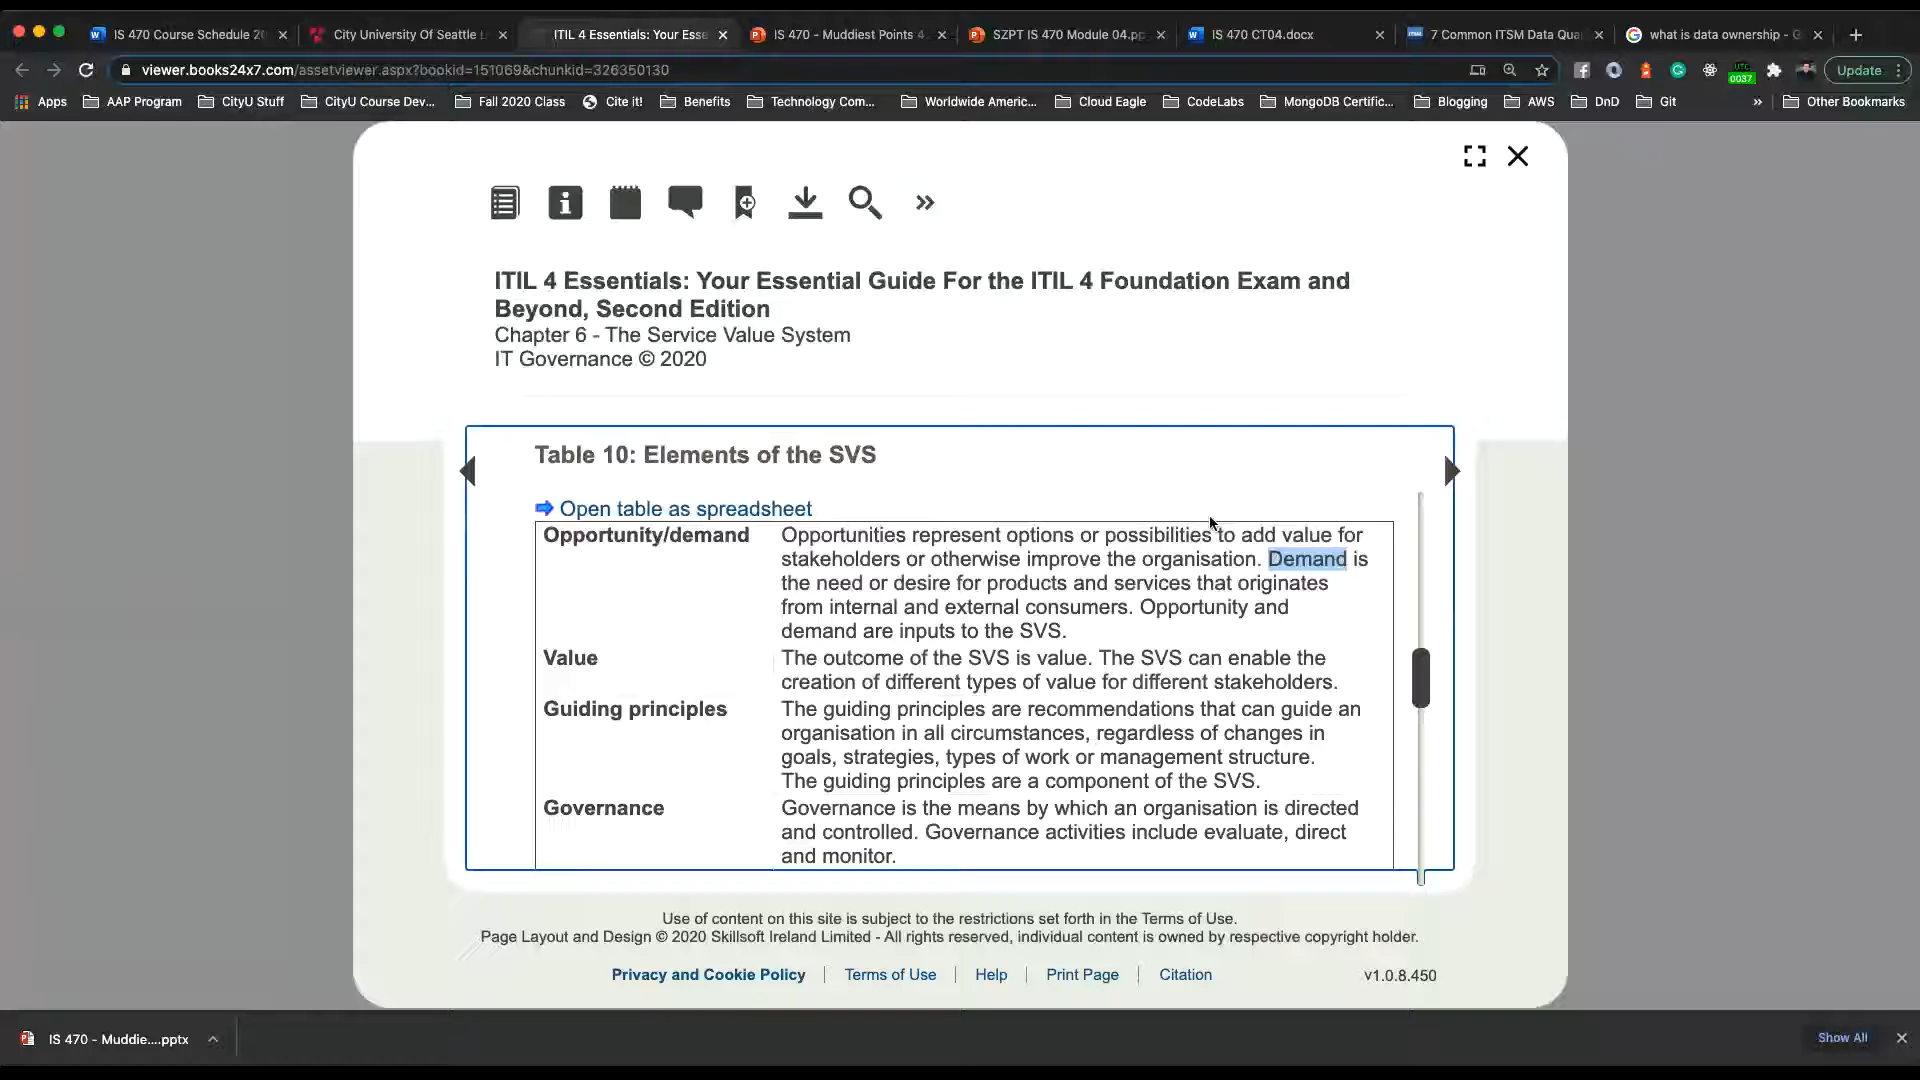 IS 470 Course Schedule 20
City University Of Seattle
ITIL 4 Essentials: Your Esse
IS 470 - Muddiest Points 4
SZPT IS 470 Module 04.pp
IS 470 CT04.docx
7 Common ITSM Data Qua
what is data ownership - G
viewer.books24x7.com/assetviewer.aspx?bookid=151069&chunkid=326350130
UTC
0037
Update
Apps
AAP Program
CityU Stuff
CityU Course Dev...
Fall 2020 Class
Cite it!
Benefits
Technology Com...
Worldwide Americ...
Cloud Eagle
CodeLabs
MongoDB Certific...
Blogging
AWS
DnD
Git
»
Other Bookmarks
ITIL 4 Essentials: Your Essential Guide For the ITIL 4 Foundation Exam and
Beyond, Second Edition
Chapter 6 - The Service Value System
IT Governance © 2020
Table 10: Elements of the SVS
Open table as spreadsheet
Opportunity/demand
Opportunities represent options or possibilities to add value for
stakeholders or otherwise improve the organisation. Demand is
the need or desire for products and services that originates
from internal and external consumers. Opportunity and
demand are inputs to the SVS.
Value
The outcome of the SVS is value. The SVS can enable the
creation of different types of value for different stakeholders.
Guiding principles
The guiding principles are recommendations that can guide an
organisation in all circumstances, regardless of changes in
goals, strategies, types of work or management structure.
The guiding principles are a component of the SVS.
Governance
Governance is the means by which an organisation is directed
and controlled. Governance activities include evaluate, direct
and monitor.
Use of content on this site is subject to the restrictions set forth in the Terms of Use.
Page Layout and Design © 2020 Skillsoft Ireland Limited - All rights reserved, individual content is owned by respective copyright holder.
Privacy and Cookie Policy
Terms of Use
Help
Print Page
Citation
v1.0.8.450
IS 470 - Muddie....pptx
Show All